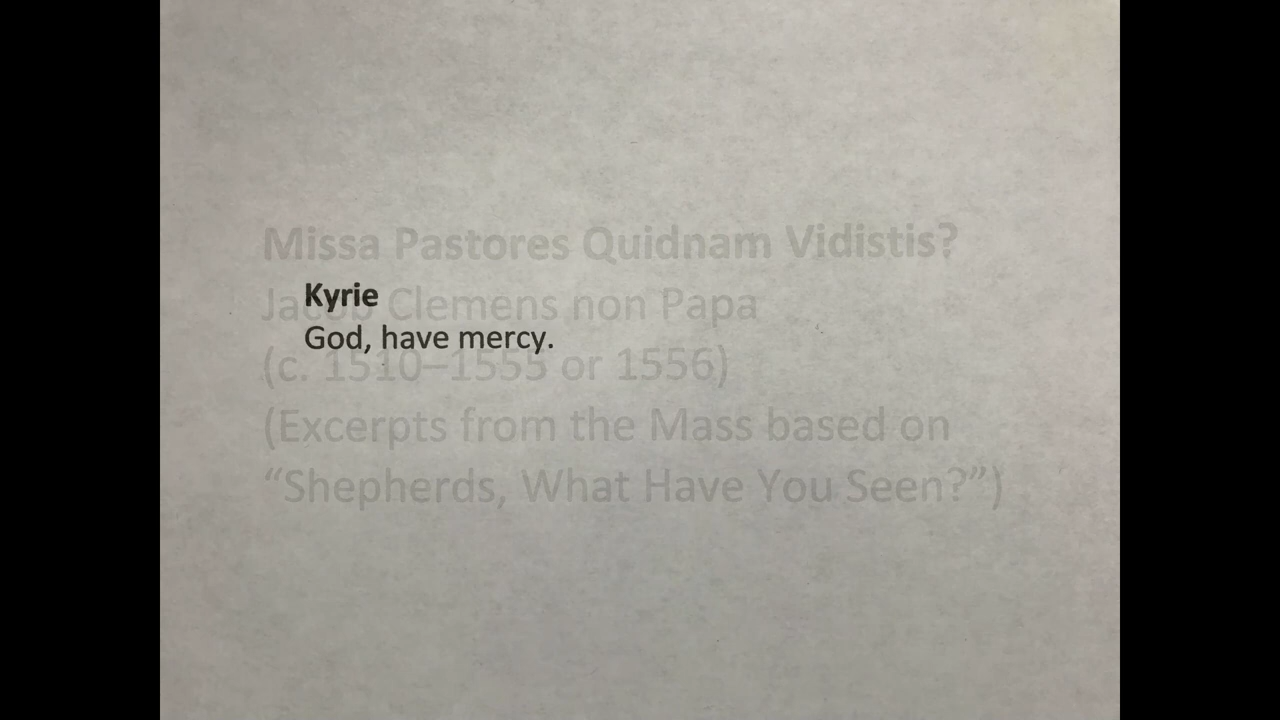 Missa Pastores Quidnam Vidistis?
Kyrie
Jacob Clemens non Papa
God, have mercy.
(c. 1510–1555 or 1556)
(Excerpts from the Mass based on
“Shepherds, What Have You Seen?”)